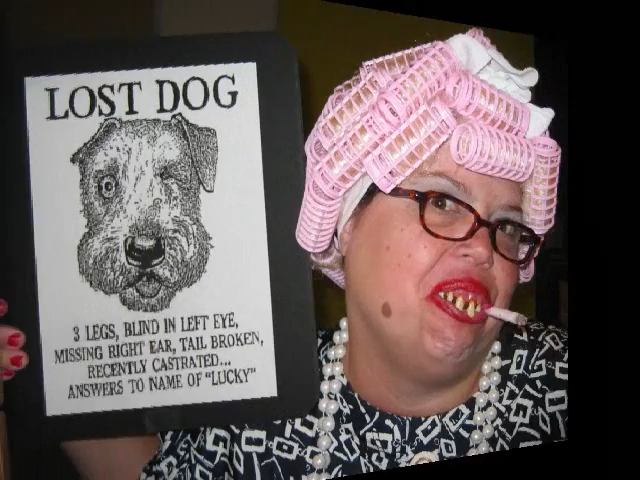 LOST DOG
3 LEGS, BLIND IN LEFT EYE,
MISSING RIGHT EAR, TAIL BROKEN,
RECENTLY CASTRATED...
ANSWERS TO NAME OF "LUCKY"